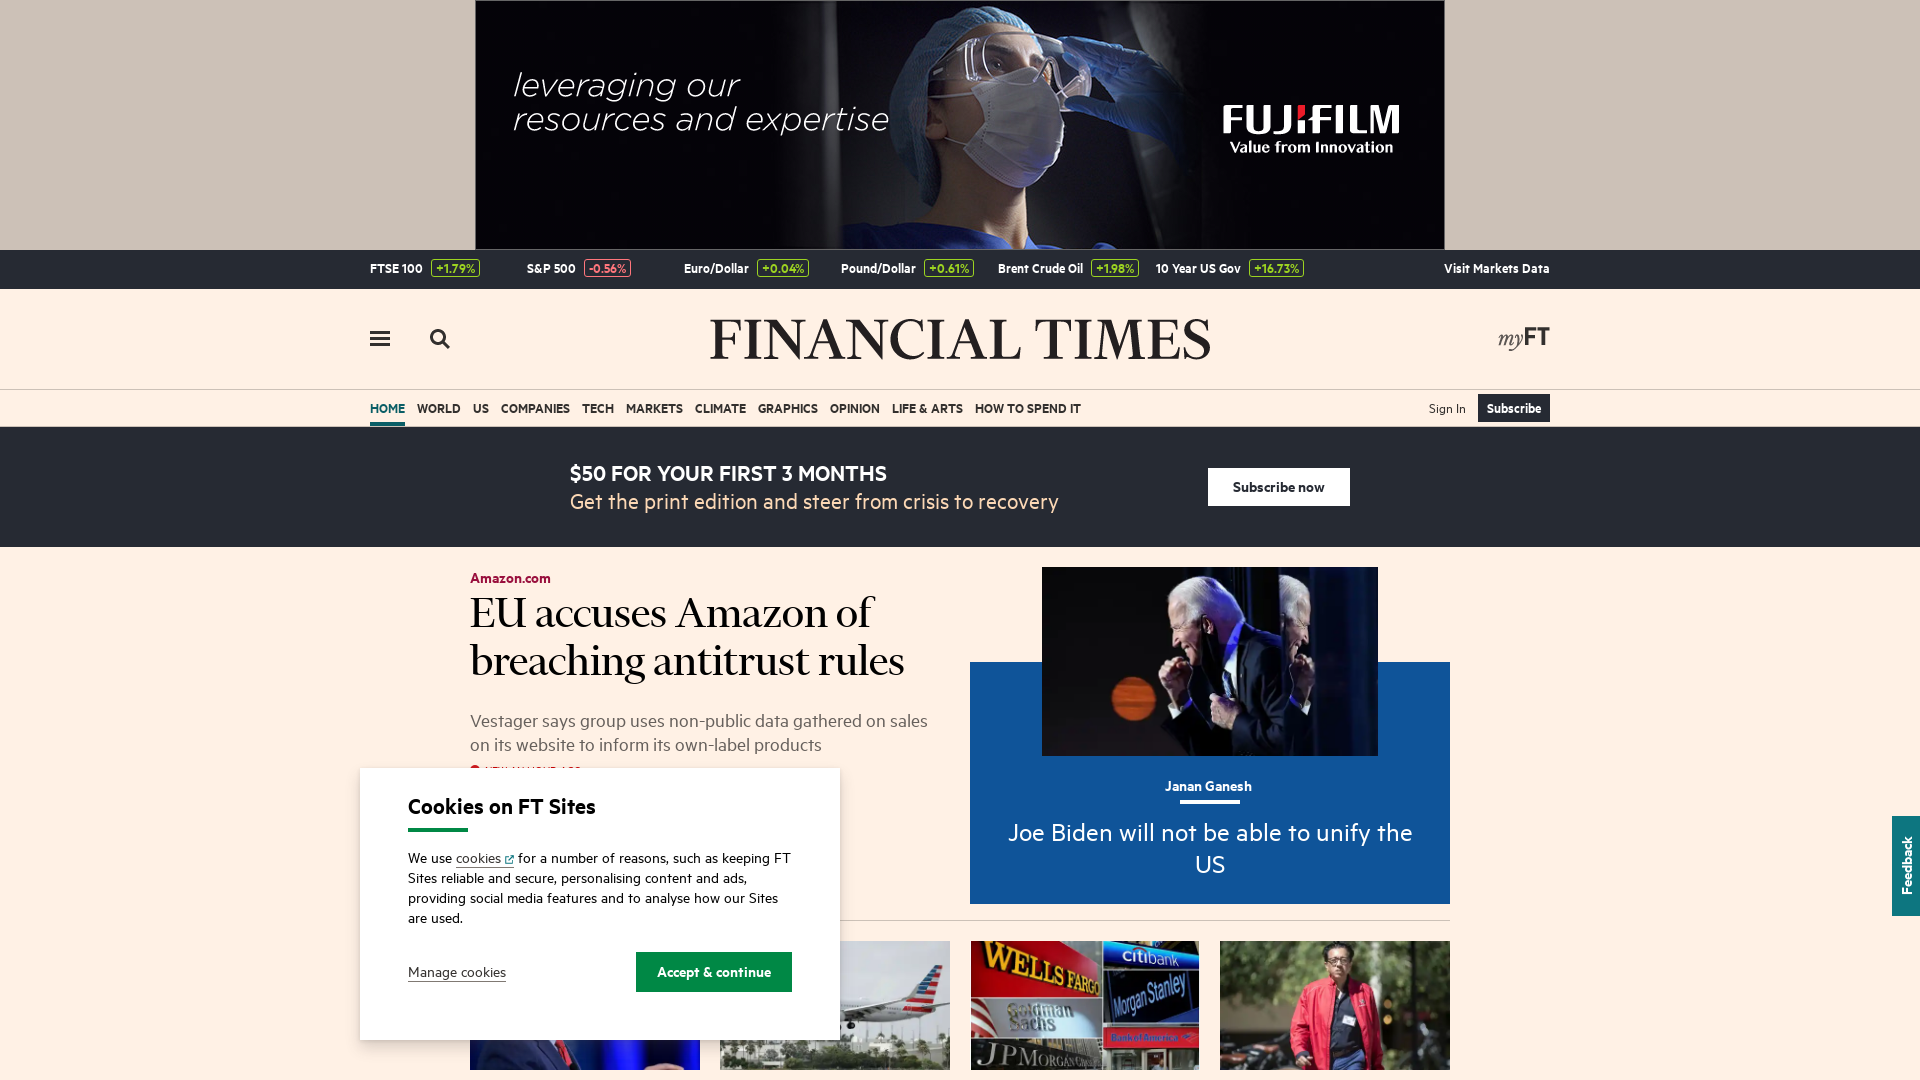 leveraging our
resources and expertise
FUJIFILM
Value from Innovation
FTSE 100 +1.79% S&P 500 -0.56% Euro/Dollar +0.04% Pound/Dollar +0.61% Brent Crude Oil +1.98% 10 Year US Gov +16.73% Visit Markets Data
FINANCIAL TIMES
myFT
HOME WORLD US COMPANIES TECH MARKETS CLIMATE GRAPHICS OPINION LIFE & ARTS HOW TO SPEND IT Sign In Subscribe
$50 FOR YOUR FIRST 3 MONTHS
Get the print edition and steer from crisis to recovery
Subscribe now
Amazon.com
EU accuses Amazon of
breaching antitrust rules
Vestager says group uses non-public data gathered on sales
on its website to inform its own-label products
Janan Ganesh
Joe Biden will not be able to unify the
US
Cookies on FT Sites
We use cookies for a number of reasons, such as keeping FT
Sites reliable and secure, personalising content and ads,
providing social media features and to analyse how our Sites
are used.
Manage cookies
Accept & continue
Feedback
WELLS FARGO
citibank
Morgan Stanley
Goldman
Sachs
Bank of America
JPMORGAN